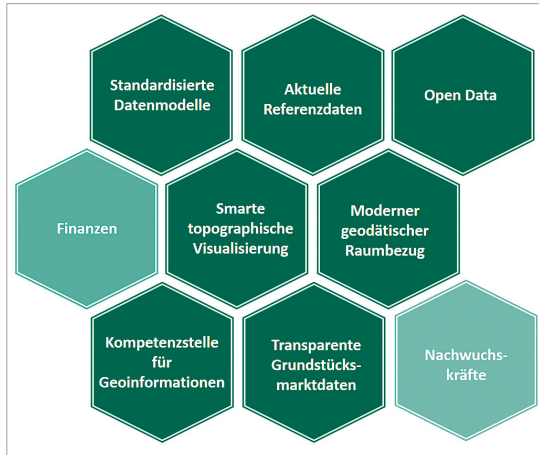 Standardisierte
Datenmodelle
Aktuelle
Referenzdaten
Open Data
Finanzen
Smarte
topographische
Visualisierung
Moderner
geodätischer
Raumbezug
Kompetenzstelle
für
Geoinformationen
Transparente
Grundstücks-
marktdaten
Nachwuchs-
kräfte